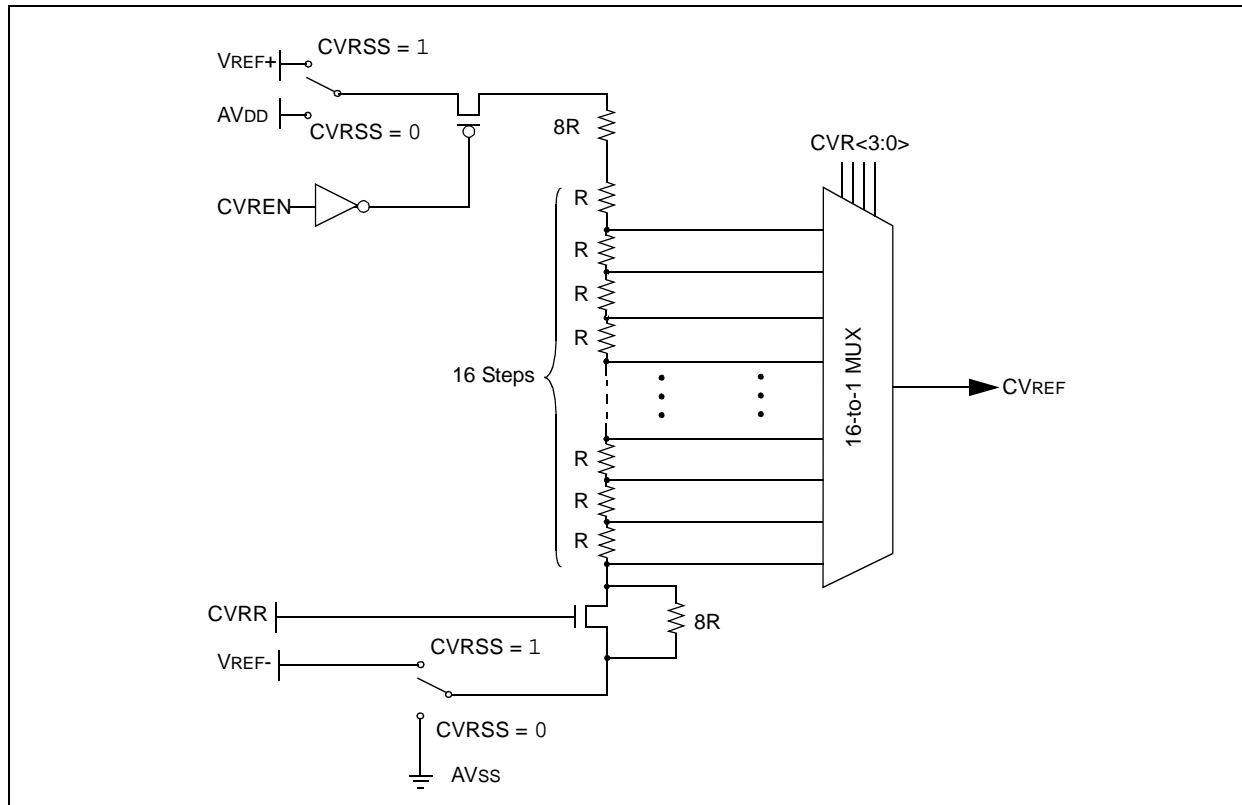 CVRSS = 1
VREF+
AVDD
CVRSS = 0
8R
CVR<3:0>
CVREN
R
R
R
R
16 Steps
16-to-1 MUX
CVREF
R
R
R
CVRR
8R
CVRSS = 1
VREF-
CVRSS = 0
AVSS